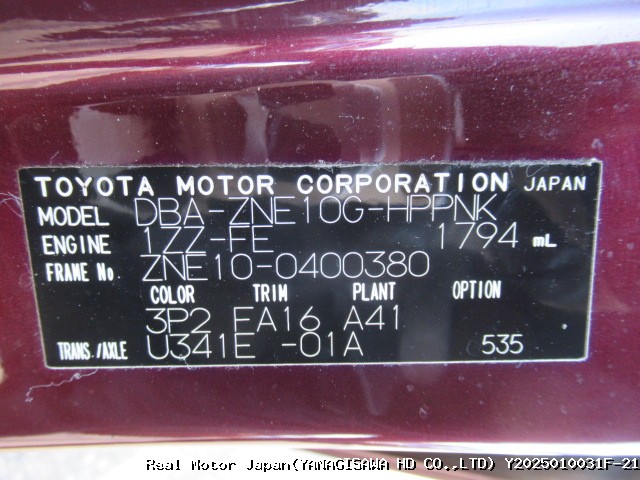 TOYOTA MOTOR CORPORATION JAPAN
MODEL DBA-ZNE10G-HPPNK
ENGINE 1ZZ-FE 1794 mL
FRAME No. ZNE10-0400380
COLOR TRIM PLANT OPTION
3P2 EA16 A41
TRANS./AXLE U341E -01A 535
Real Motor Japan(YANAGISAWA HD CO.,LTD) Y2025010031F-21